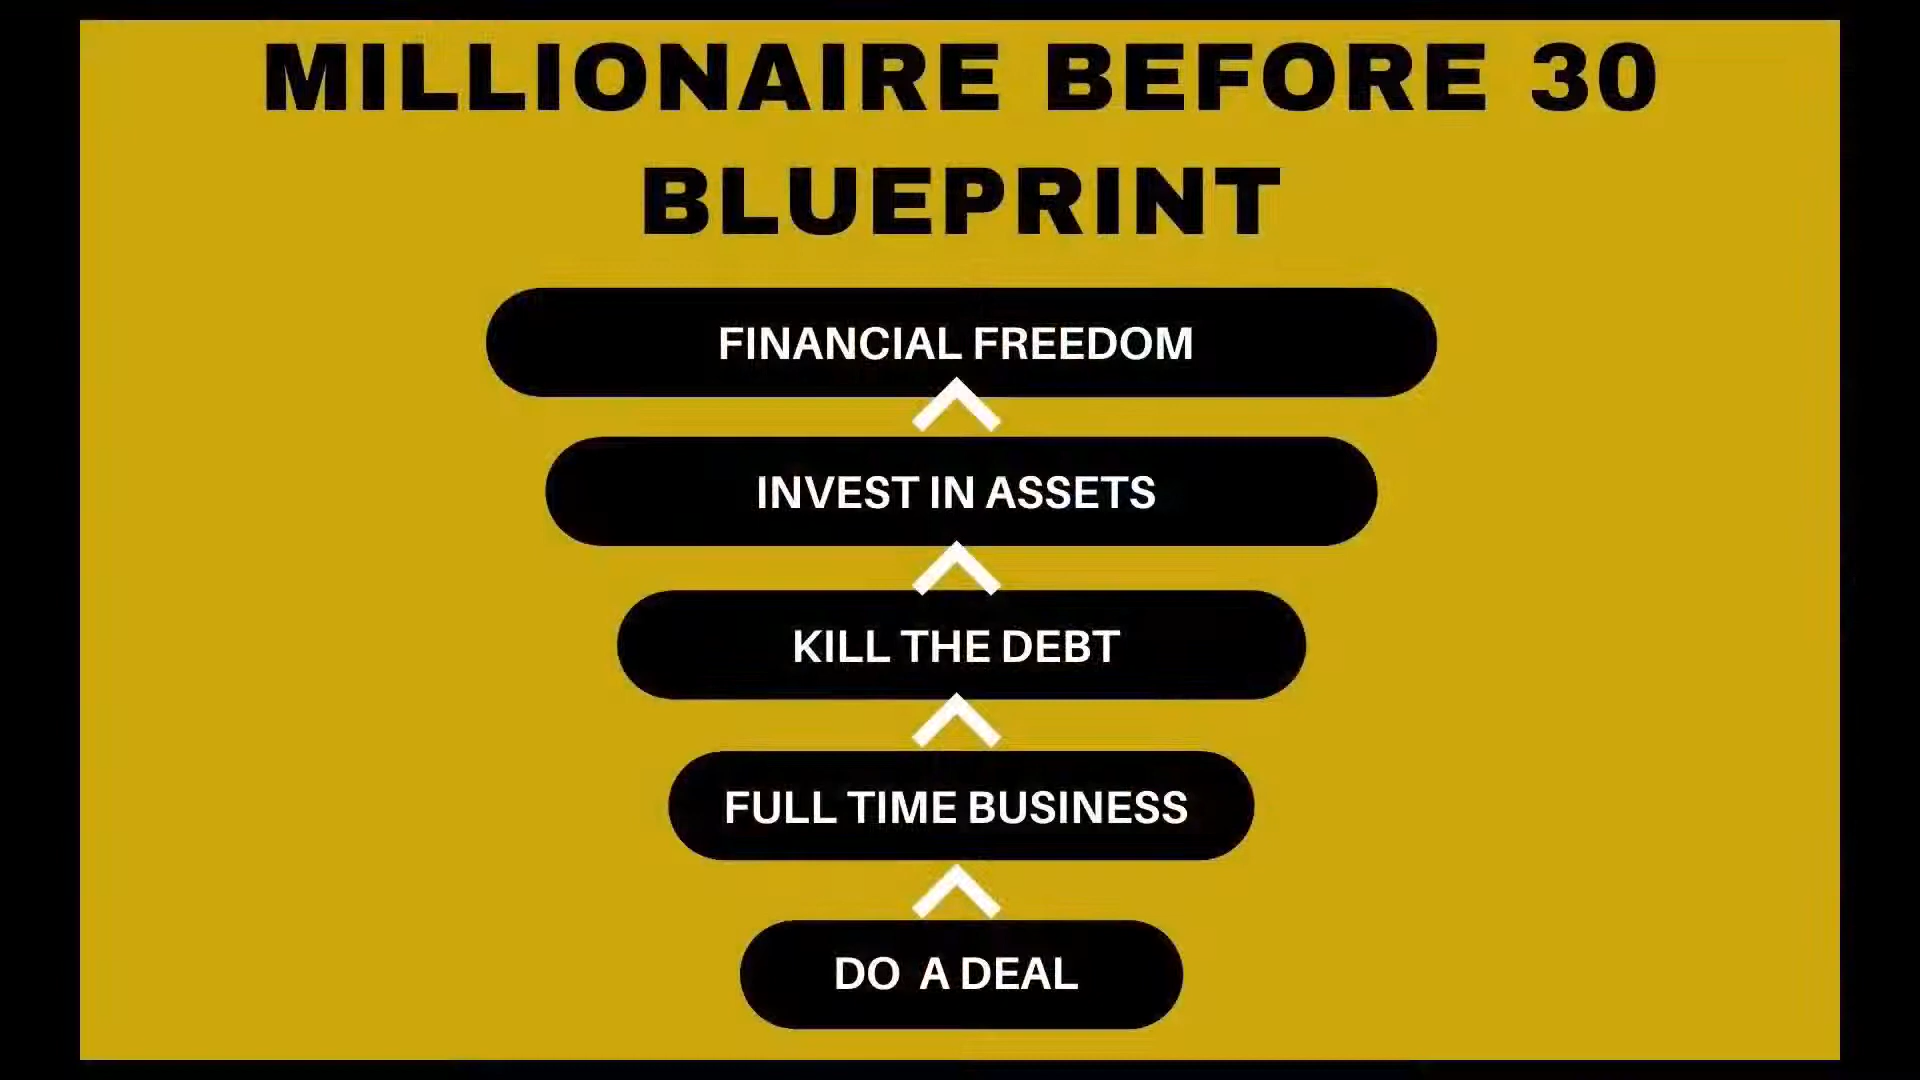 MILLIONAIRE BEFORE 30
BLUEPRINT
FINANCIAL FREEDOM
INVEST IN ASSETS
KILL THE DEBT
FULL TIME BUSINESS
DO A DEAL